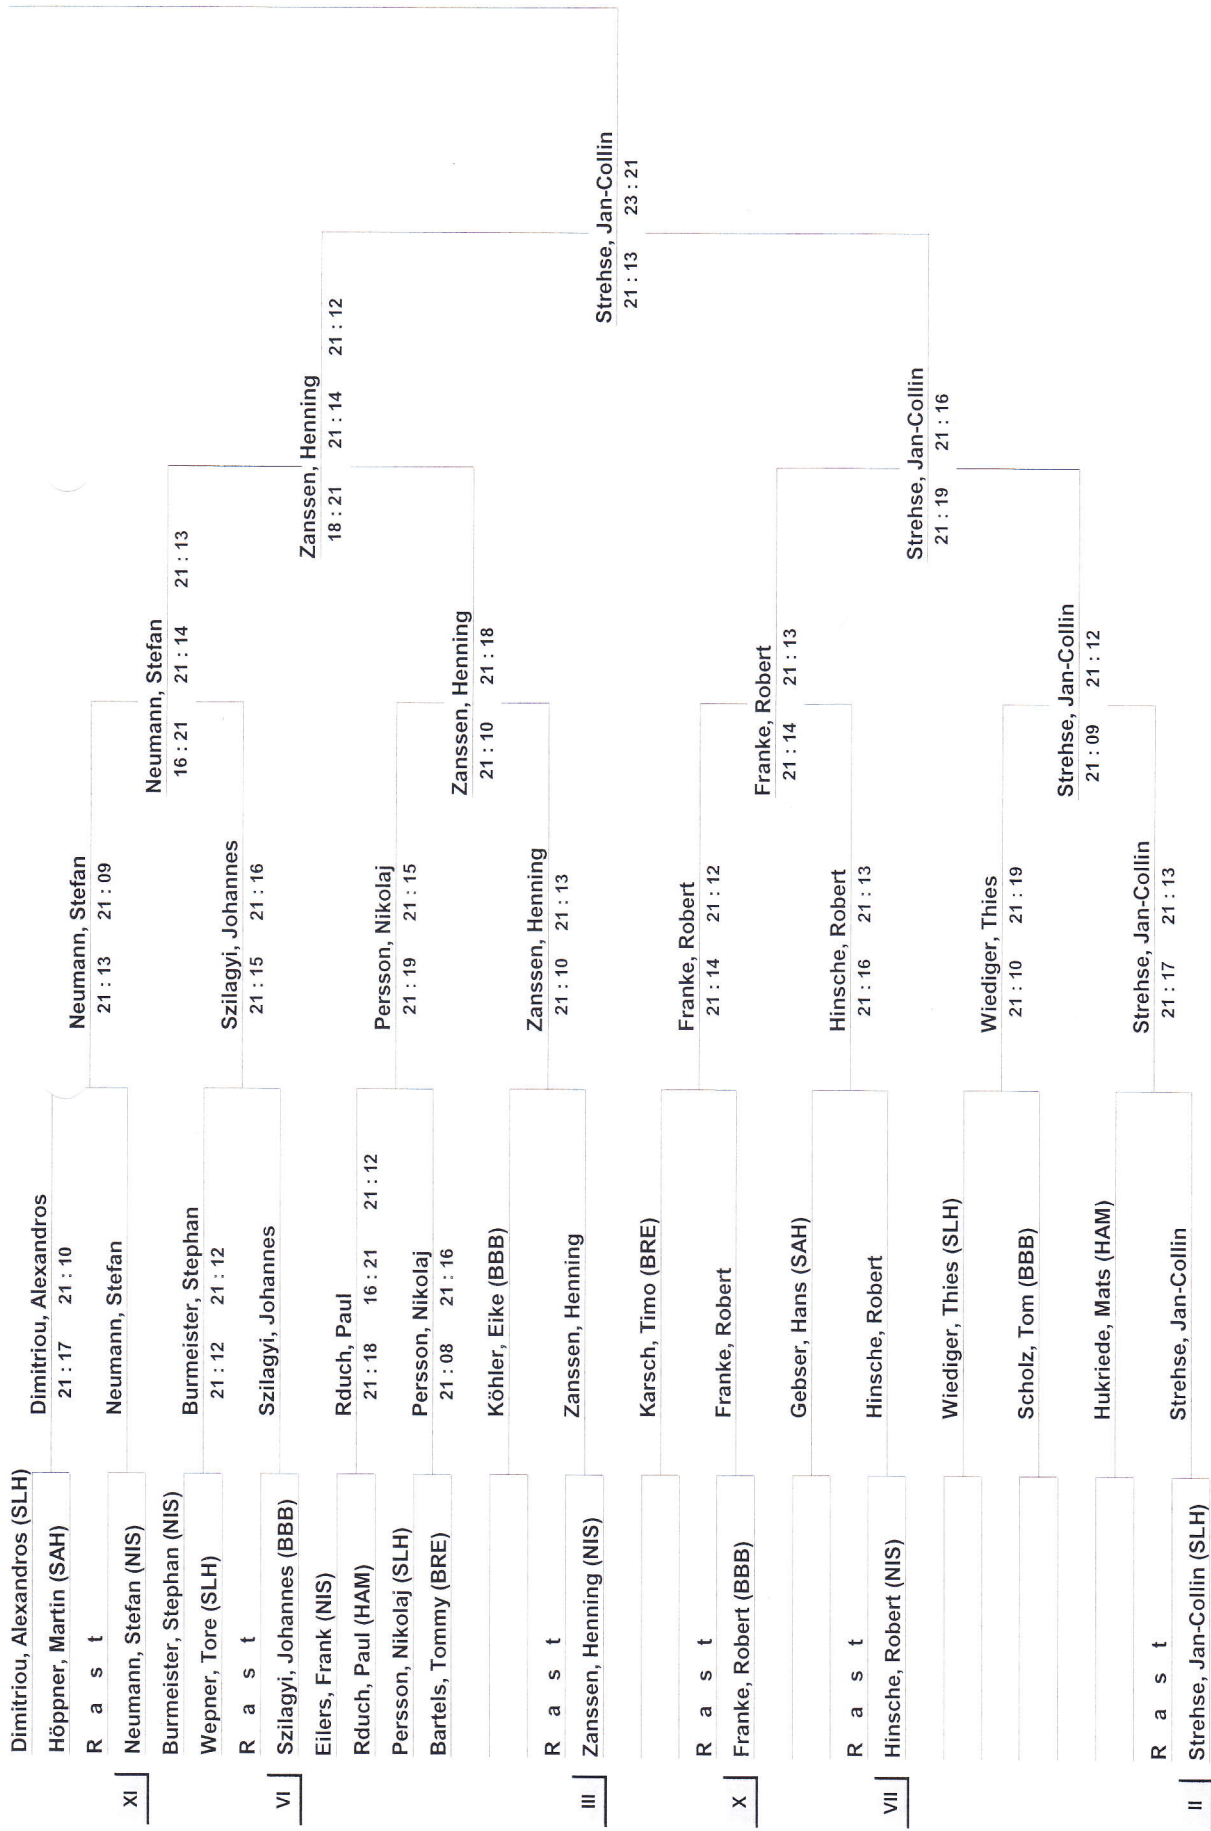 Dimitriou, Alexandros (SLH)
Höppner, Martin (SAH)
R a s t
XI
Neumann, Stefan (NIS)
Burmeister, Stephan (NIS)
Wepner, Tore (SLH)
R a s t
VI
Szilagyi, Johannes (BBB)
Eilers, Frank (NIS)
Rduch, Paul (HAM)
Persson, Nikolaj (SLH)
Bartels, Tommy (BRE)
R a s t
III
Zanssen, Henning (NIS)
R a s t
X
Franke, Robert (BBB)
R a s t
VII
Hinsche, Robert (NIS)
R a s t
II
Strehse, Jan-Collin (SLH)
Dimitriou, Alexandros
21 : 17 21 : 10
Neumann, Stefan
Burmeister, Stephan
21 : 12 21 : 12
Szilagyi, Johannes
Rduch, Paul
21 : 18 16 : 21 21 : 12
Persson, Nikolaj
21 : 08 21 : 16
Köhler, Eike (BBB)
Zanssen, Henning
Karsch, Timo (BRE)
Franke, Robert
Gebser, Hans (SAH)
Hinsche, Robert
Wiediger, Thies (SLH)
Scholz, Tom (BBB)
Hukriede, Mats (HAM)
Strehse, Jan-Collin
Neumann, Stefan
21 : 13 21 : 09
Szilagyi, Johannes
21 : 15 21 : 16
Persson, Nikolaj
21 : 19 21 : 15
Zanssen, Henning
21 : 10 21 : 13
Franke, Robert
21 : 14 21 : 12
Hinsche, Robert
21 : 16 21 : 13
Wiediger, Thies
21 : 10 21 : 19
Strehse, Jan-Collin
21 : 17 21 : 13
Neumann, Stefan
16 : 21 21 : 14 21 : 13
Zanssen, Henning
21 : 10 21 : 18
Franke, Robert
21 : 14 21 : 13
Strehse, Jan-Collin
21 : 09 21 : 12
Zanssen, Henning
18 : 21 21 : 14 21 : 12
Strehse, Jan-Collin
21 : 19 21 : 16
Strehse, Jan-Collin
21 : 13 23 : 21